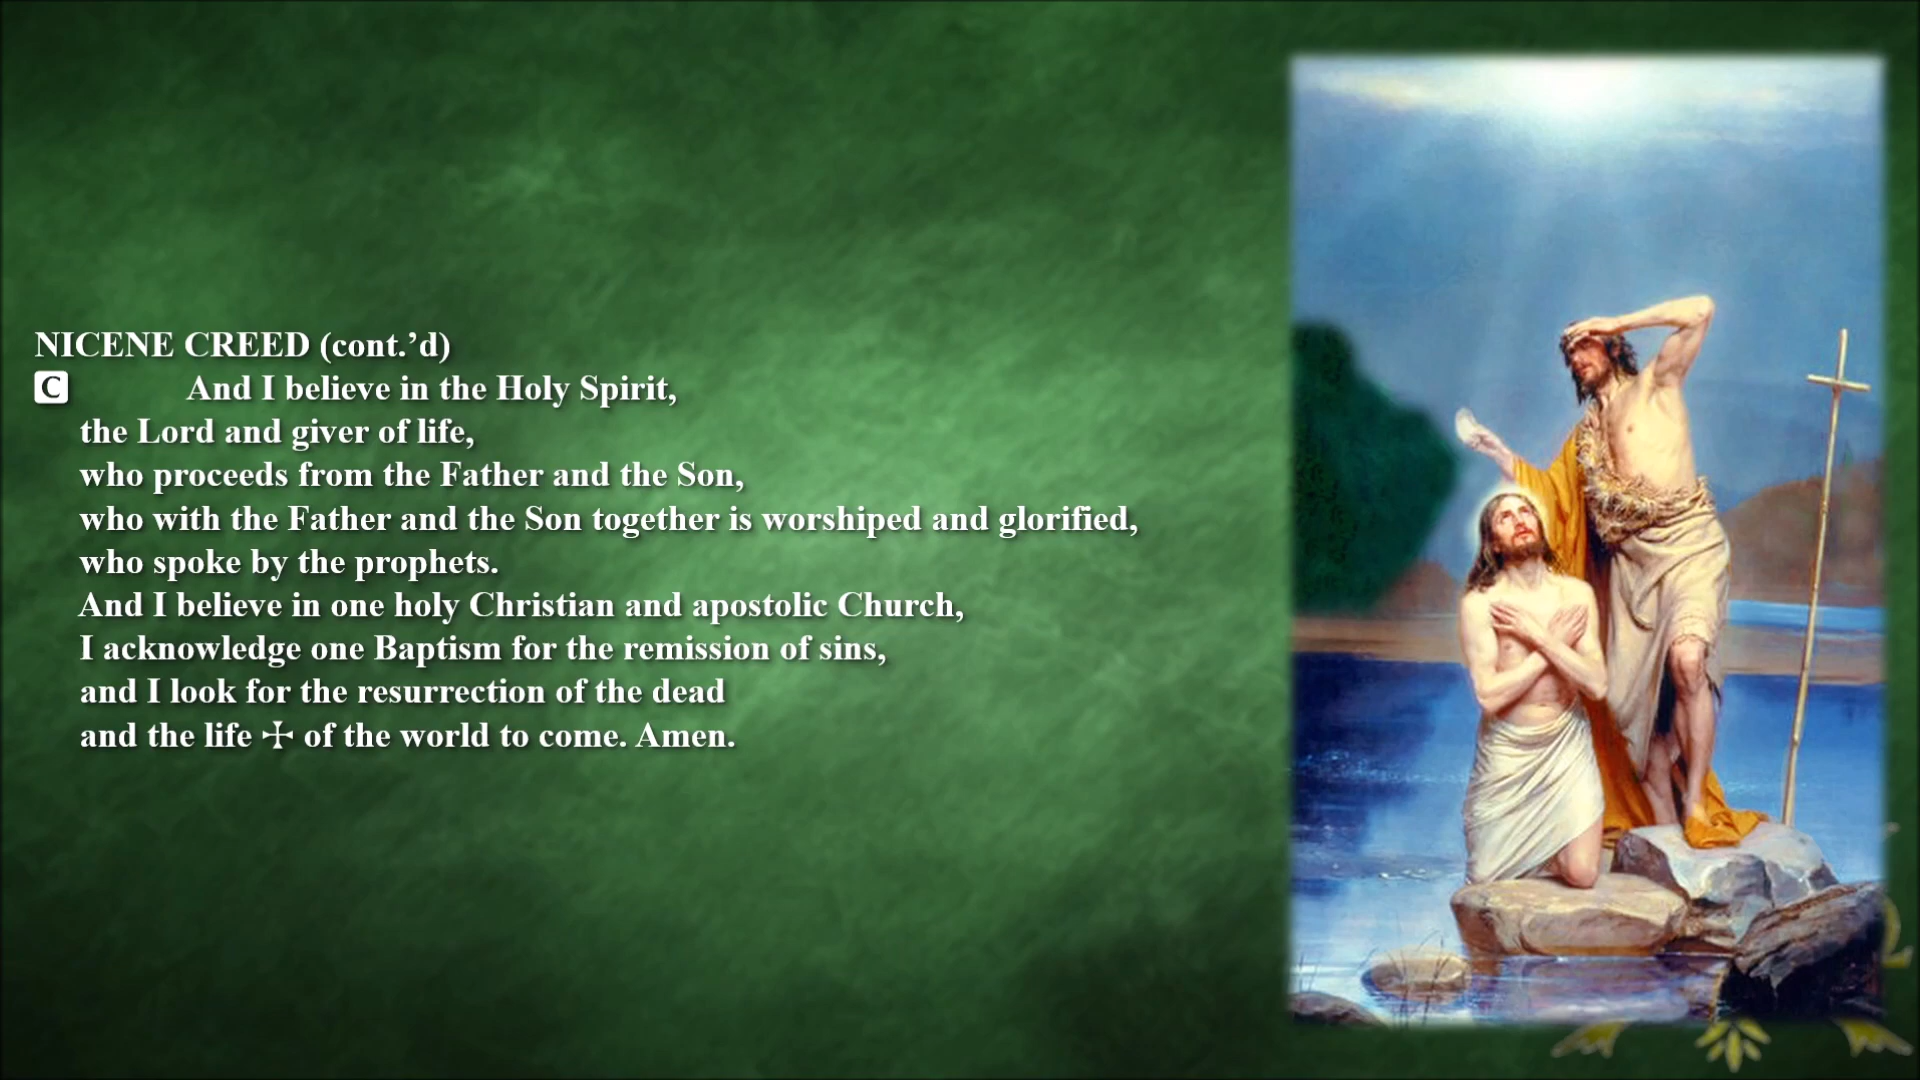 NICENE CREED (cont.’d)
C And I believe in the Holy Spirit,
the Lord and giver of life,
who proceeds from the Father and the Son,
who with the Father and the Son together is worshiped and glorified,
who spoke by the prophets.
And I believe in one holy Christian and apostolic Church,
I acknowledge one Baptism for the remission of sins,
and I look for the resurrection of the dead
and the life ☩ of the world to come. Amen.